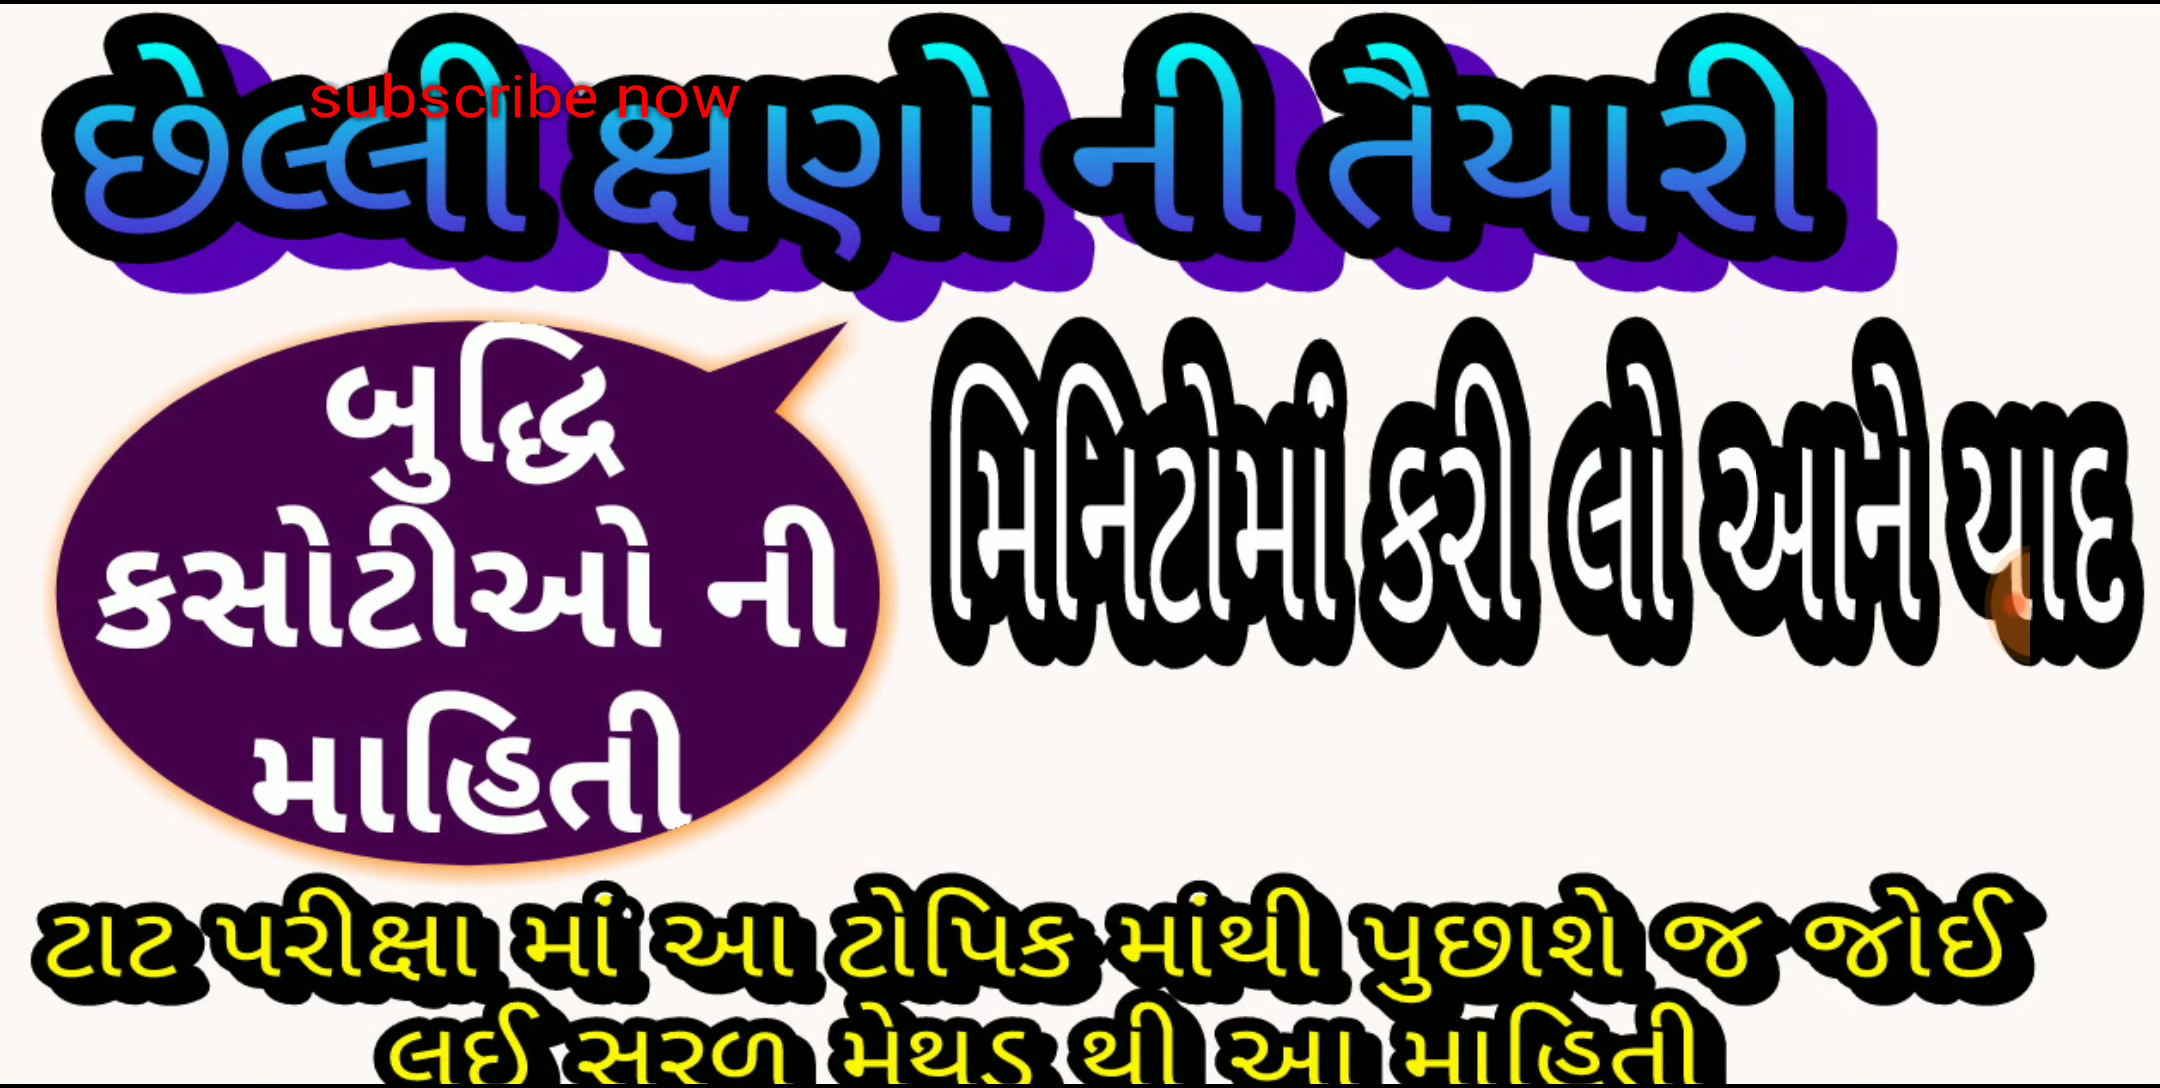 છેલ્લી ક્ષણો ની તૈયારી
subscribe now
બુદ્ધિ
કસોટીઓ ની
માહિતી
મિનિટોમાં કરી લો આને યાદ
ટાટ પરીક્ષા માં આ ટોપિક માંથી પુછાશે જ જોઈ
લઈ સરળ મેથડ થી આ માહિતી